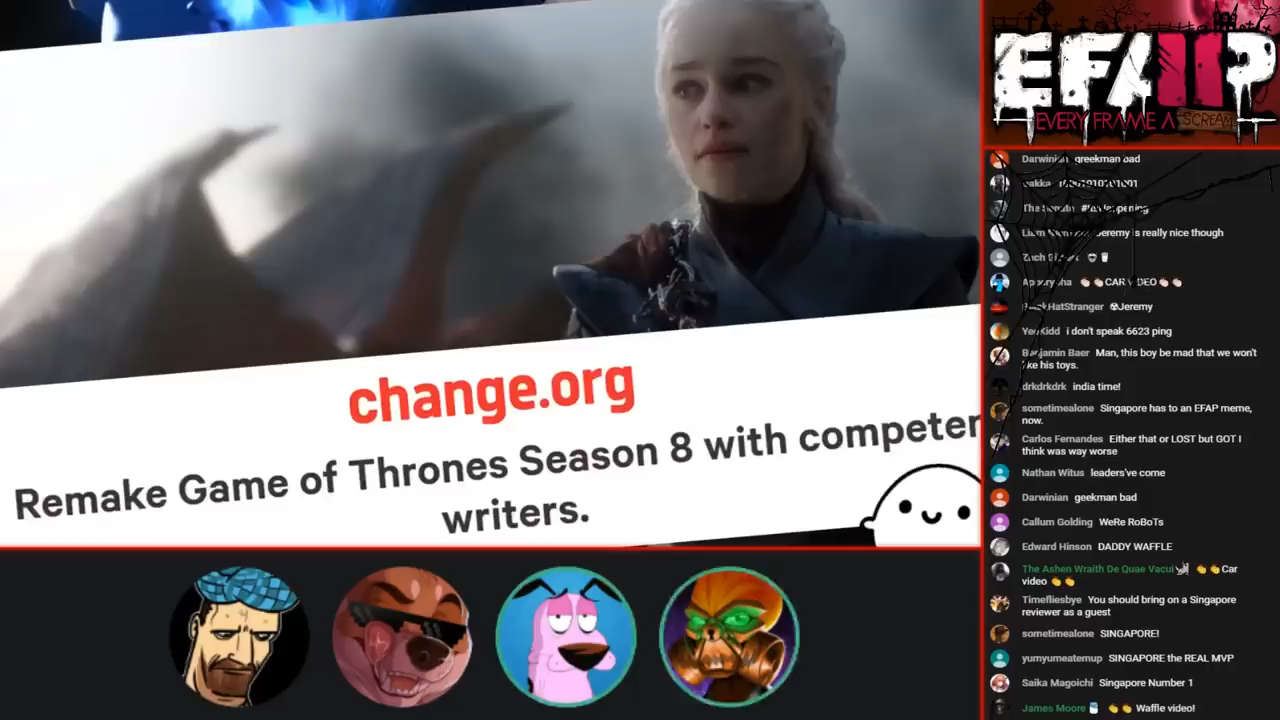 change.org
Remake Game of Thrones Season 8 with competen
writers.
EFAP
EVERY FRAME A SCREAM
Darwinian greekman bad
Jeremy is really nice though
CAR VIDEO
HatStranger ☢Jeremy
YeeKidd i don't speak 6623 ping
Benjamin Baer Man, this boy be mad that we won't
like his toys.
drkdrkdrk india time!
sometimealone Singapore has to an EFAP meme,
now.
Carlos Fernandes Either that or LOST but GOT I
think was way worse
Nathan Witus leaders've come
Darwinian geekman bad
Callum Golding WeRe RoBoTs
Edward Hinson DADDY WAFFLE
The Ashen Wraith De Quae Vacui 👏👏Car
video 👏👏
Timefliesbye You should bring on a Singapore
reviewer as a guest
sometimealone SINGAPORE!
yumyumeatemup SINGAPORE the REAL MVP
Saika Magoichi Singapore Number 1
James Moore 👏👏 Waffle video!